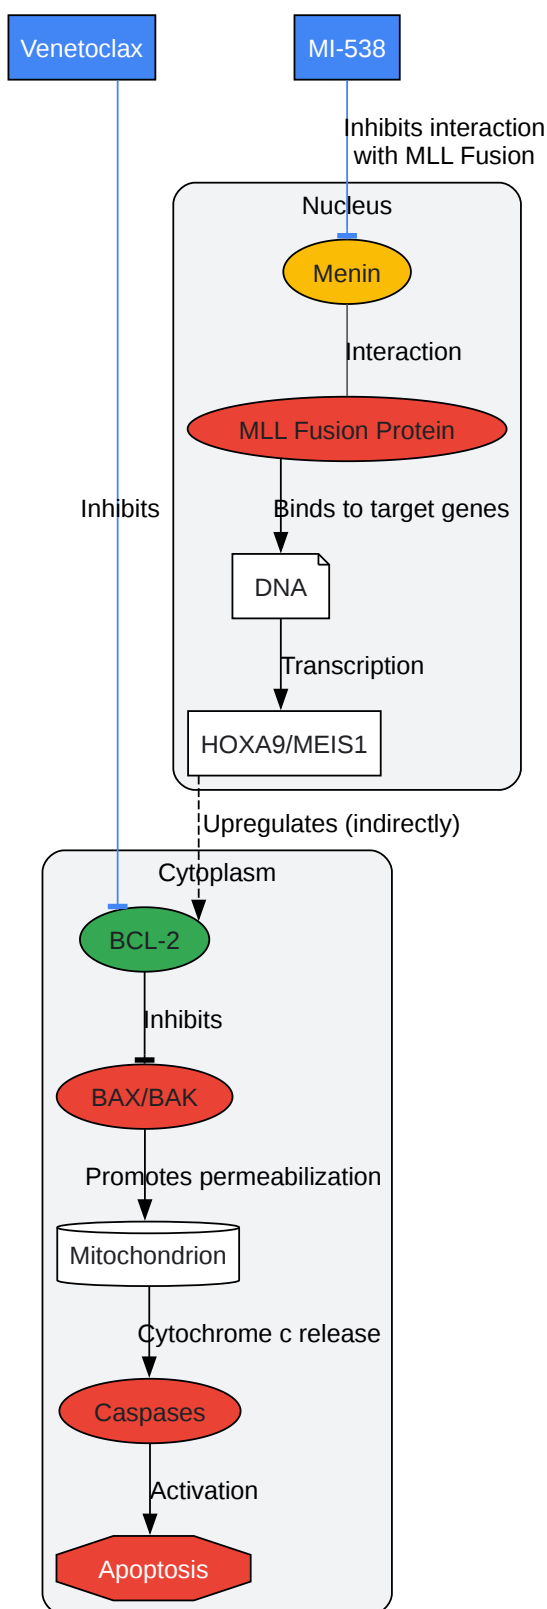 Venetoclax
MI-538
Inhibits interaction
with MLL Fusion
Nucleus
Menin
Interaction
MLL Fusion Protein
Inhibits
Binds to target genes
DNA
Transcription
HOXA9/MEIS1
Upregulates (indirectly)
Cytoplasm
BCL-2
Inhibits
BAX/BAK
Promotes permeabilization
Mitochondrion
Cytochrome c release
Caspases
Activation
Apoptosis